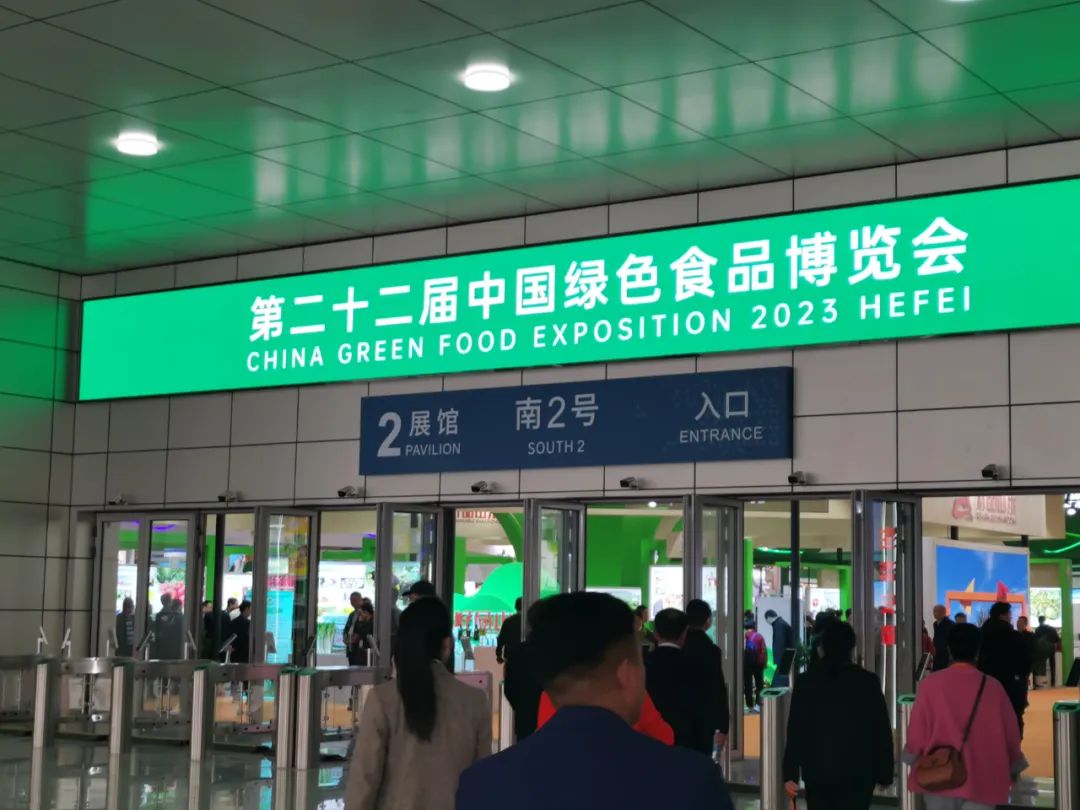 第二十二届中国绿色食品博览会
CHINA GREEN FOOD EXPOSITION 2023 HEFEI
2展馆 南2号 入口
PAVILION SOUTH 2 ENTRANCE